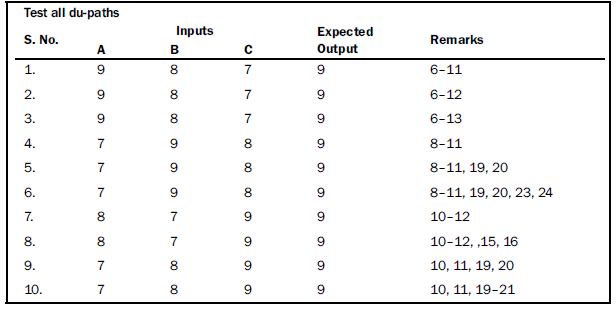 Test all du-paths
S. No. Inputs Expected Output Remarks
A B C
1. 9 8 7 9 6–11
2. 9 8 7 9 6–12
3. 9 8 7 9 6–13
4. 7 9 8 9 8–11
5. 7 9 8 9 8–11, 19, 20
6. 7 9 8 9 8–11, 19, 20, 23, 24
7. 8 7 9 9 10–12
8. 8 7 9 9 10–12, ,15, 16
9. 7 8 9 9 10, 11, 19, 20
10. 7 8 9 9 10, 11, 19–21